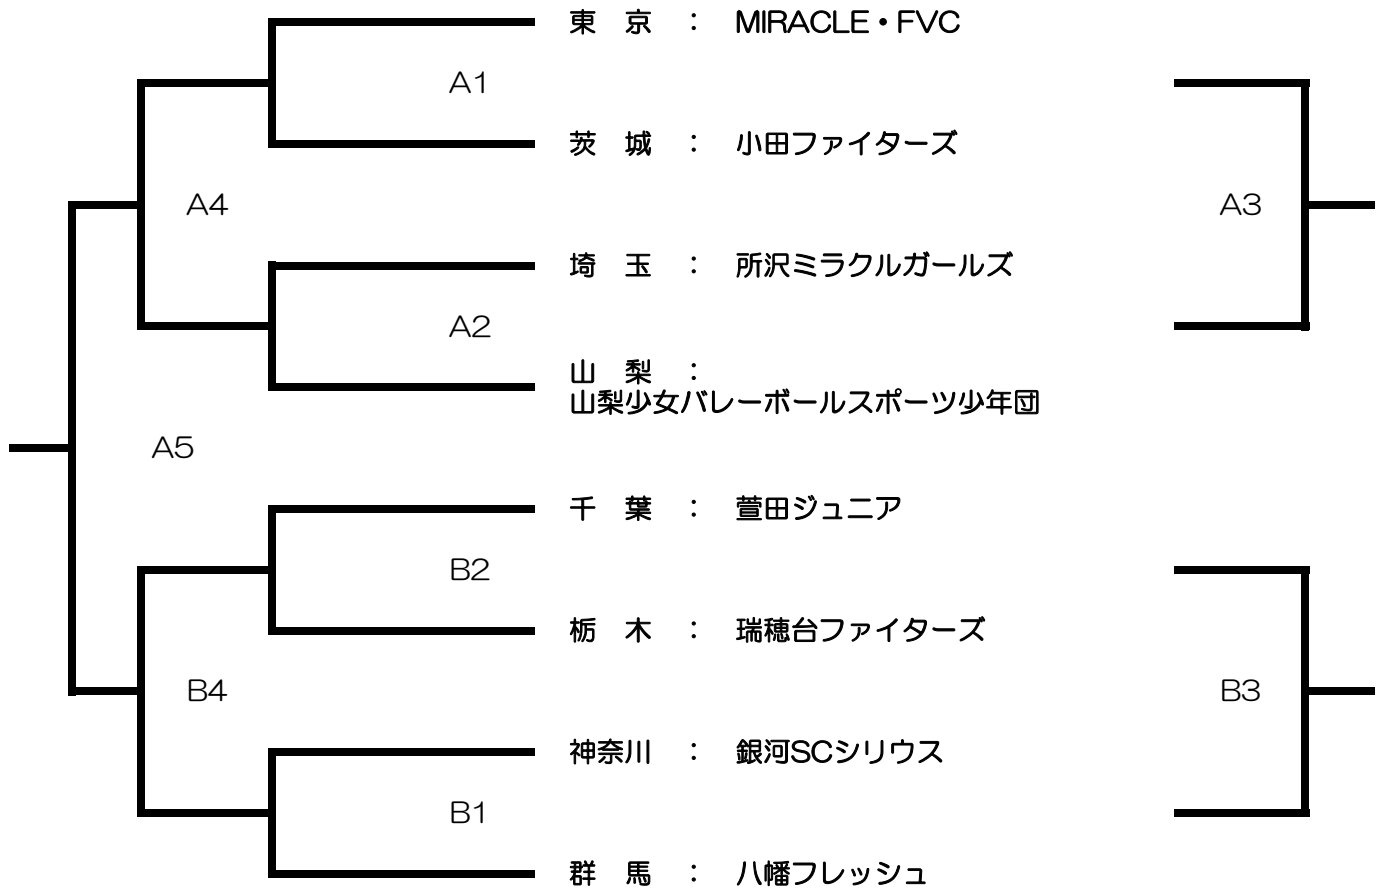 東　京　：　MIRACLE・FVC
A1
茨　城　：　小田ファイターズ
A4
A3
埼　玉　：　所沢ミラクルガールズ
A2
山　梨　：
山梨少女バレーボールスポーツ少年団
A5
千　葉　：　萱田ジュニア
B2
栃　木　：　瑞穂台ファイターズ
B4
B3
神奈川　：　銀河SCシリウス
B1
群　馬　：　八幡フレッシュ